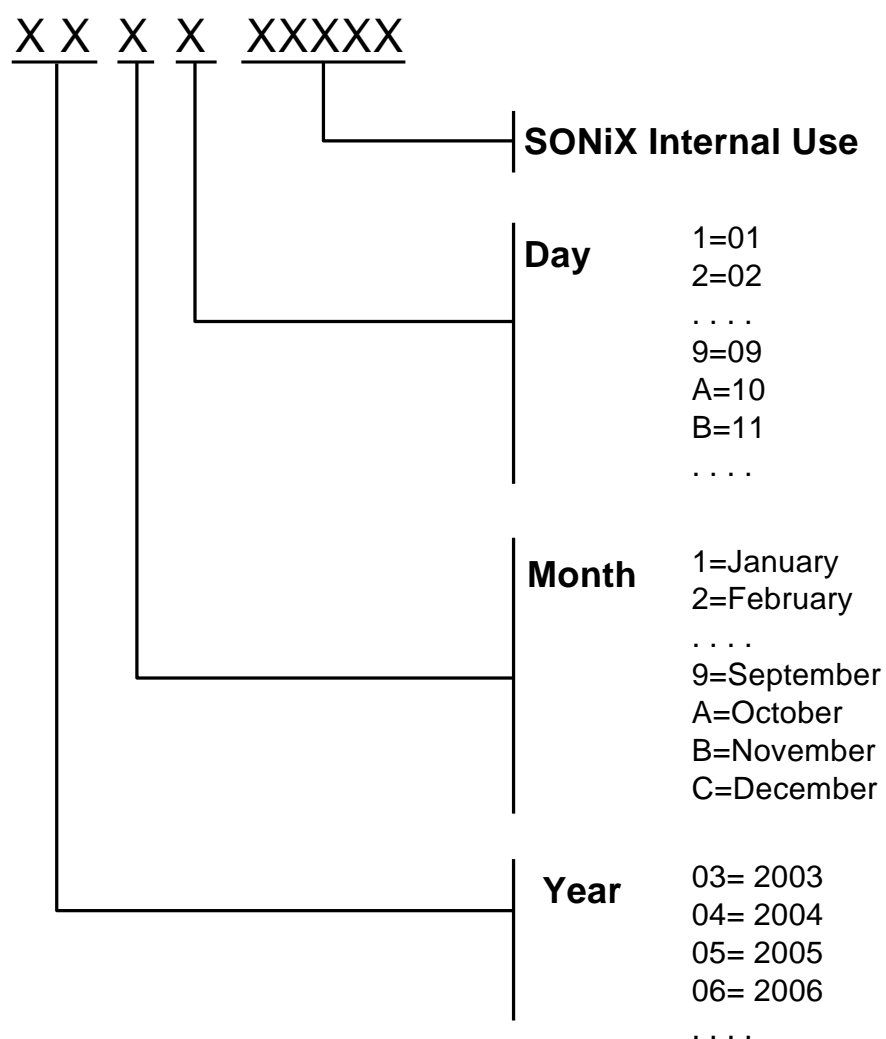 X X X X XXXXX
SONiX Internal Use
Day
1=01
2=02
. . . .
9=09
A=10
B=11
. . . .
Month
1=January
2=February
. . . .
9=September
A=October
B=November
C=December
Year
03= 2003
04= 2004
05= 2005
06= 2006
. . . .